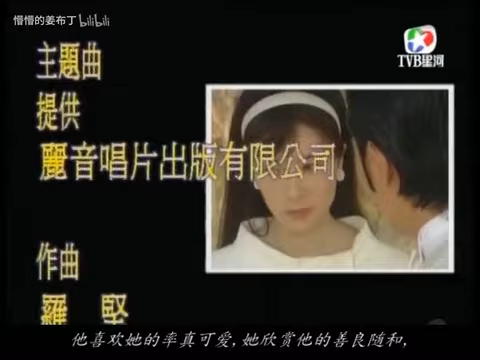 懵懵的姜布丁 bilibili
TVB星河
主題曲
提供
麗音唱片出版有限公司
作曲
羅 堅
他喜欢她的率真可爱,她欣赏他的善良随和,